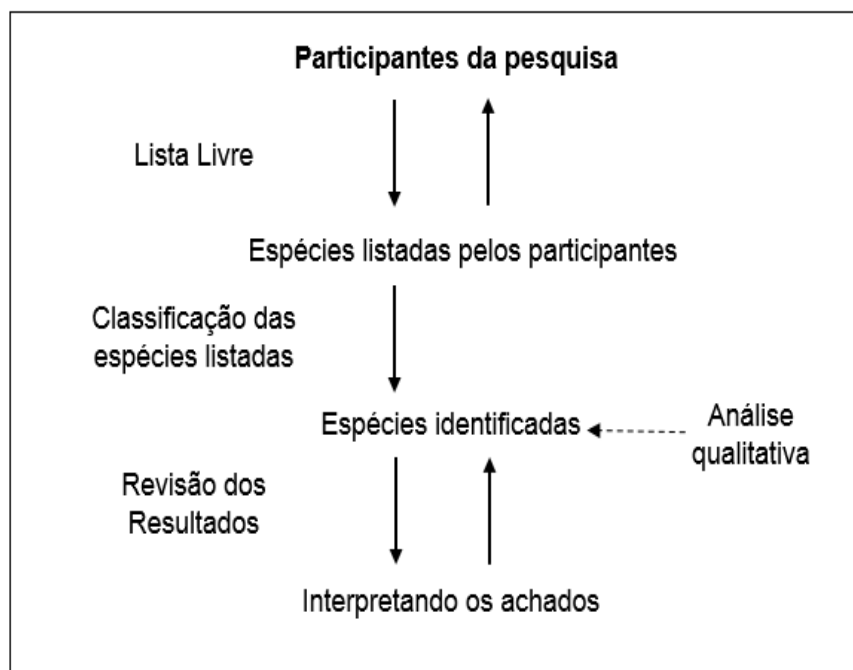 Participantes da pesquisa
Lista Livre
Espécies listadas pelos participantes
Classificação das
espécies listadas
Espécies identificadas
Análise
qualitativa
Revisão dos
Resultados
Interpretando os achados